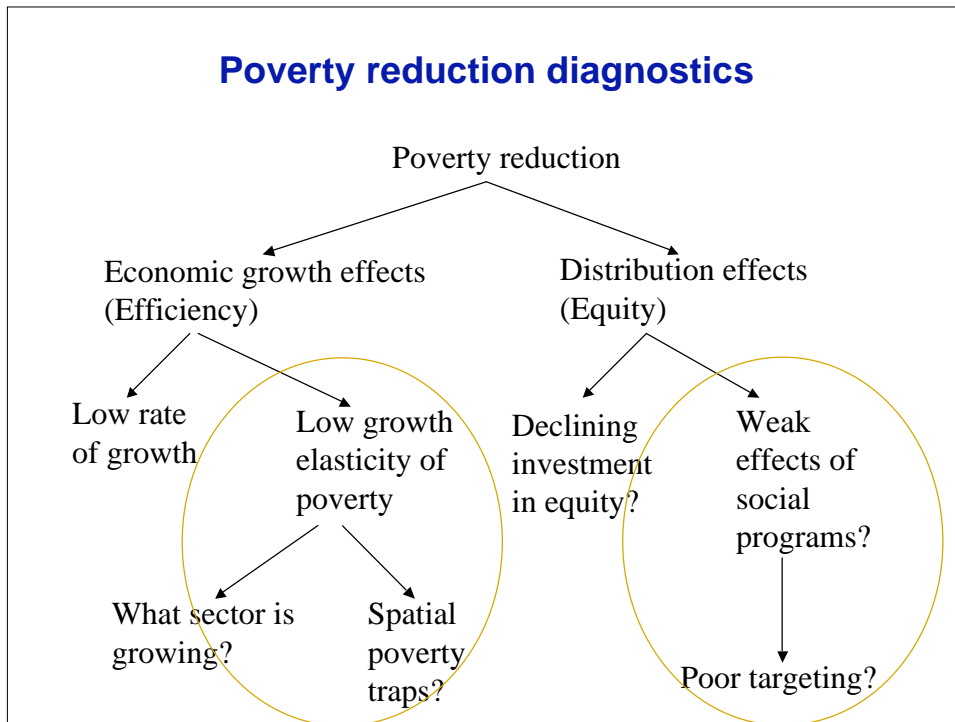 Poverty reduction diagnostics
Poverty reduction
Economic growth effects
(Efficiency)
Distribution effects
(Equity)
Low rate
of growth
Low growth
elasticity of
poverty
Declining
investment
in equity?
Weak
effects of
social
programs?
What sector is
growing?
Spatial
poverty
traps?
Poor targeting?